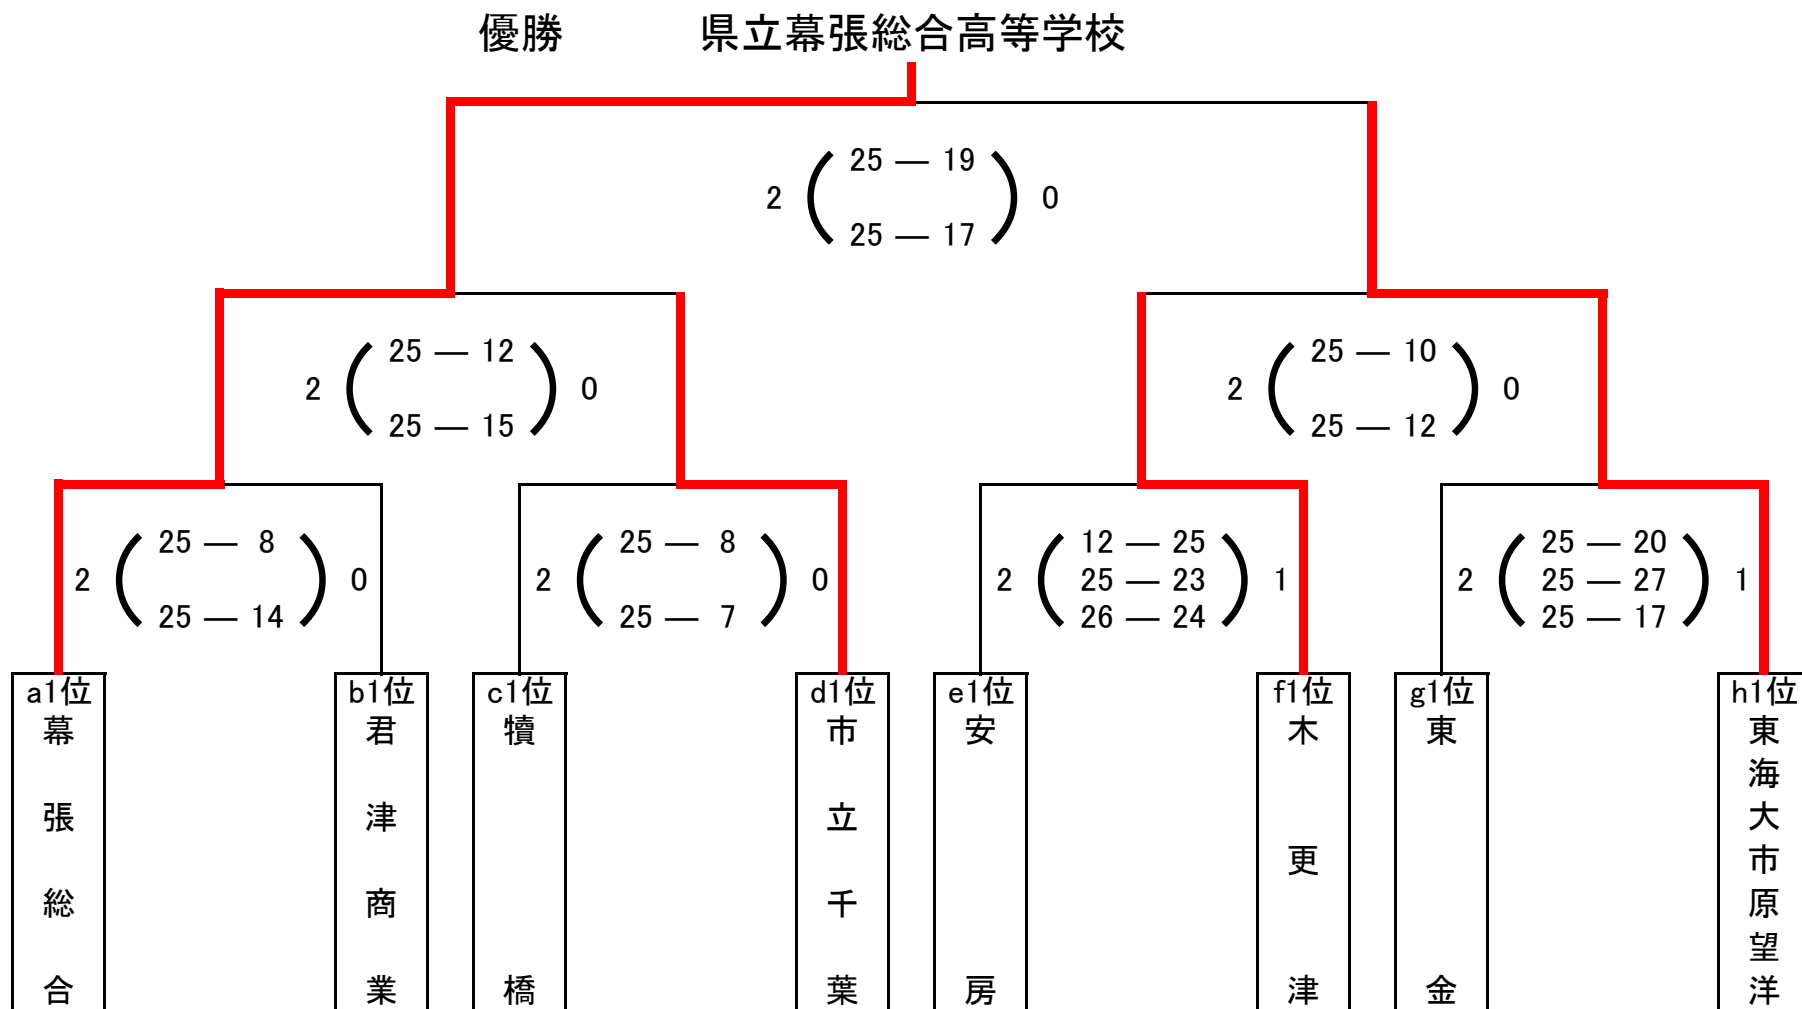 優勝 県立幕張総合高等学校
25 — 19
2 ( ) 0
25 — 17
25 — 12
2 ( ) 0
25 — 15
25 — 10
2 ( ) 0
25 — 12
25 — 8
2 ( ) 0
25 — 14
25 — 8
2 ( ) 0
25 — 7
12 — 25
2 ( 25 — 23 ) 1
26 — 24
25 — 20
2 ( 25 — 27 ) 1
25 — 17
a1位
幕張総合
b1位
君津商業
c1位
犢橋
d1位
市立千葉
e1位
安房
f1位
木更津
g1位
東金
h1位
東海大市原望洋